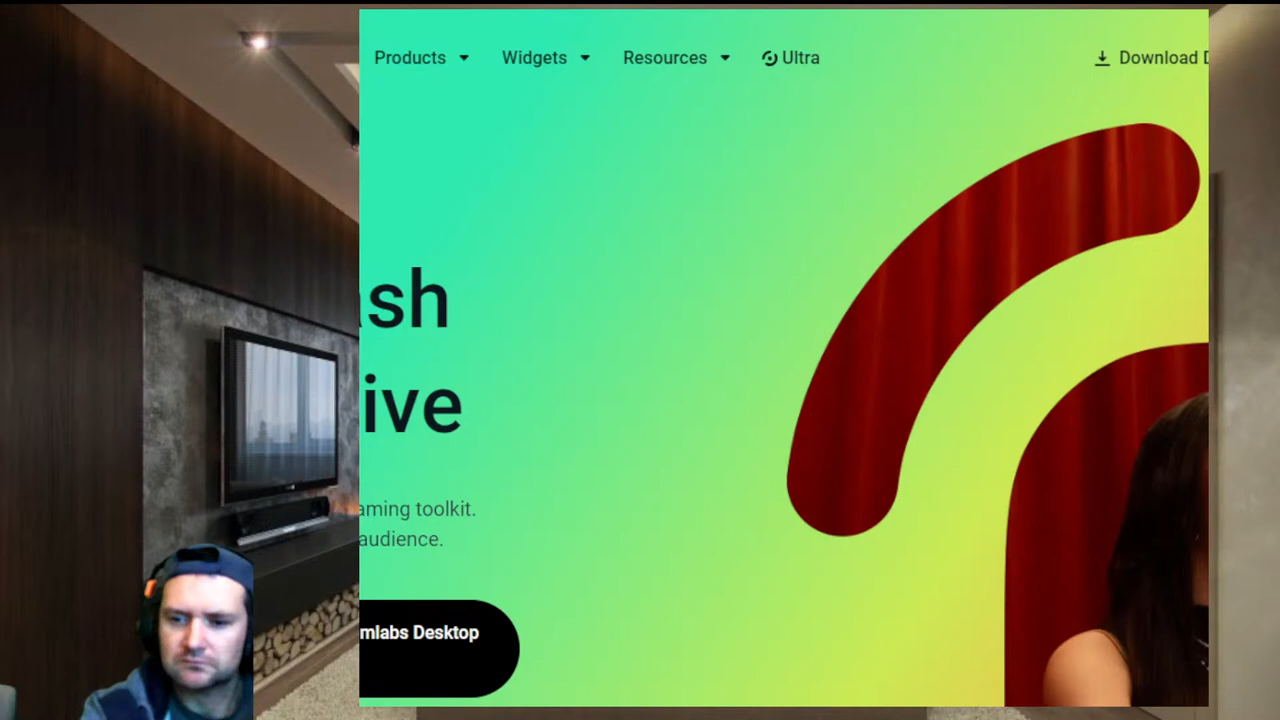 Products Widgets Resources Ultra Download
ash
ive
aming toolkit.
audience.
mlabs Desktop